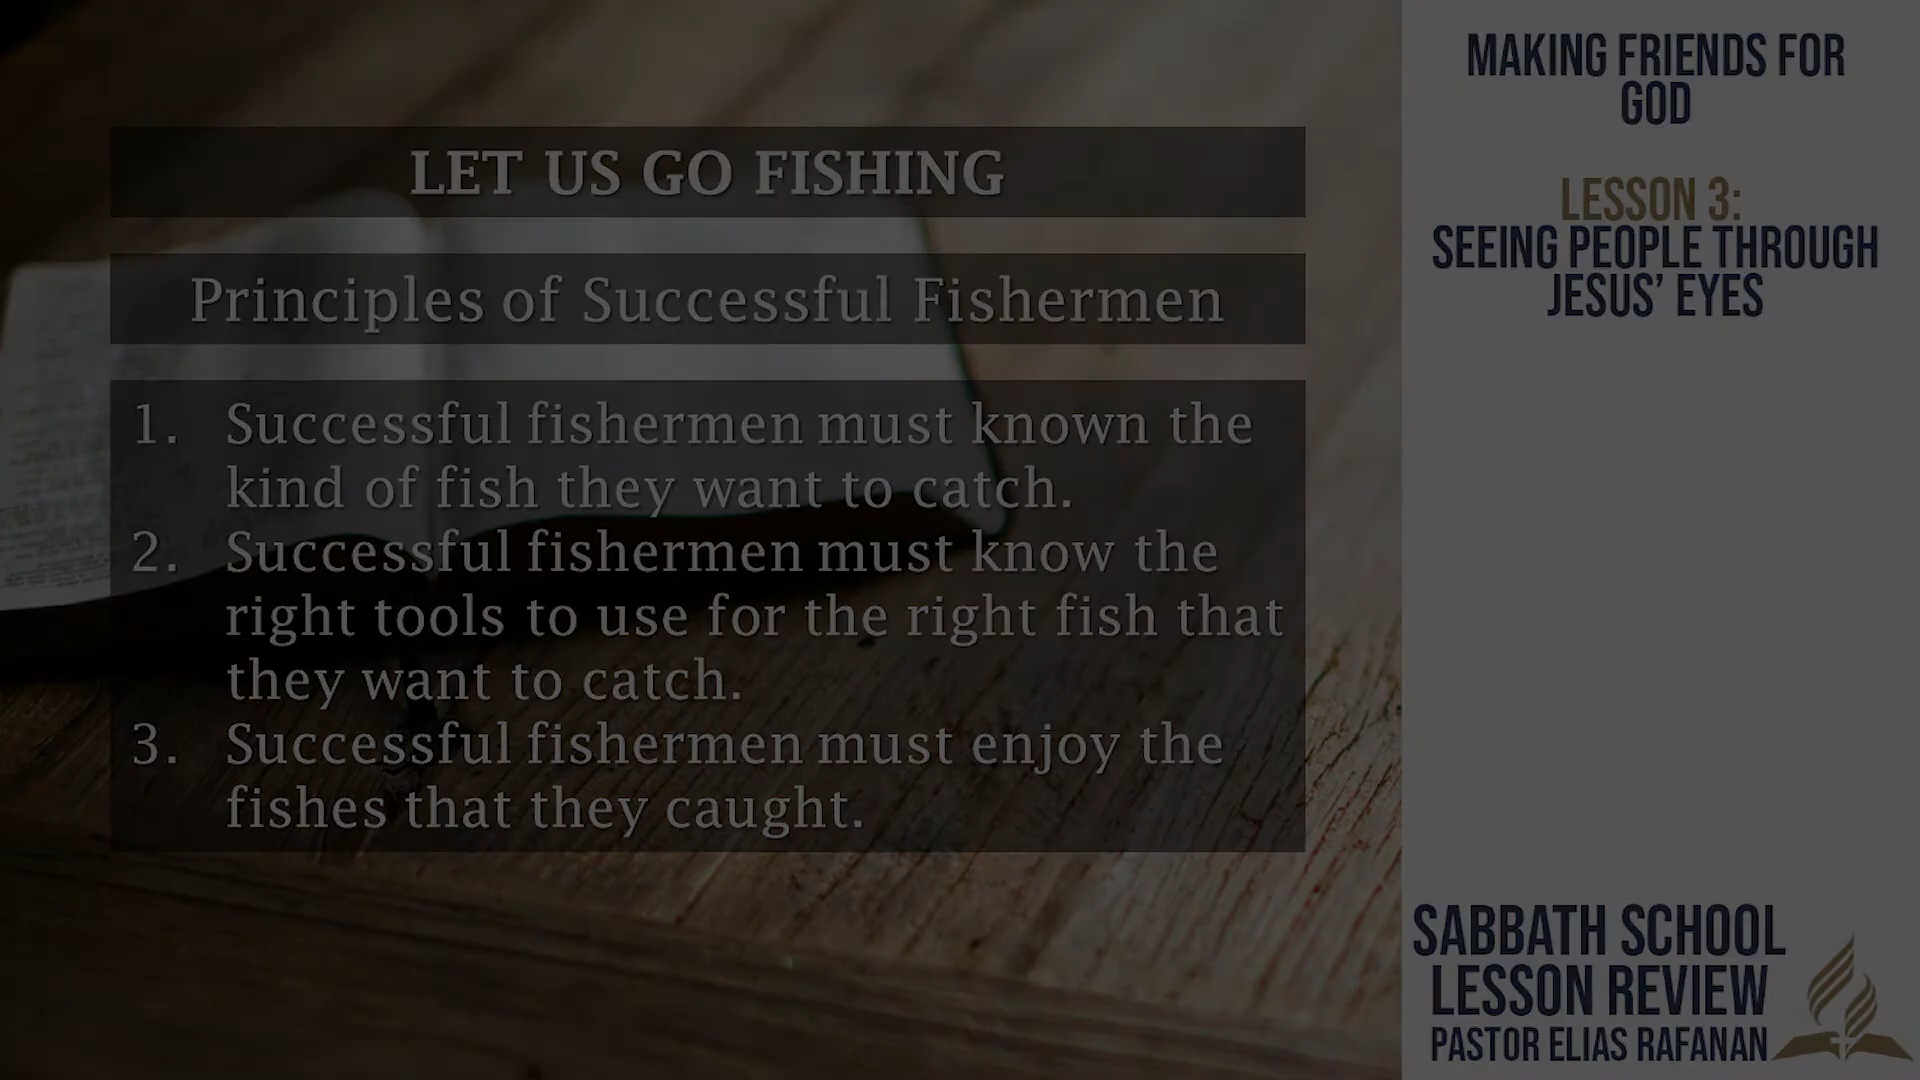 LET US GO FISHING
Principles of Successful Fishermen
1. Successful fishermen must known the
kind of fish they want to catch.
2. Successful fishermen must know the
right tools to use for the right fish that
they want to catch.
3. Successful fishermen must enjoy the
fishes that they caught.
MAKING FRIENDS FOR
GOD
LESSON 3:
SEEING PEOPLE THROUGH
JESUS’ EYES
SABBATH SCHOOL
LESSON REVIEW
PASTOR ELIAS RAFANAN